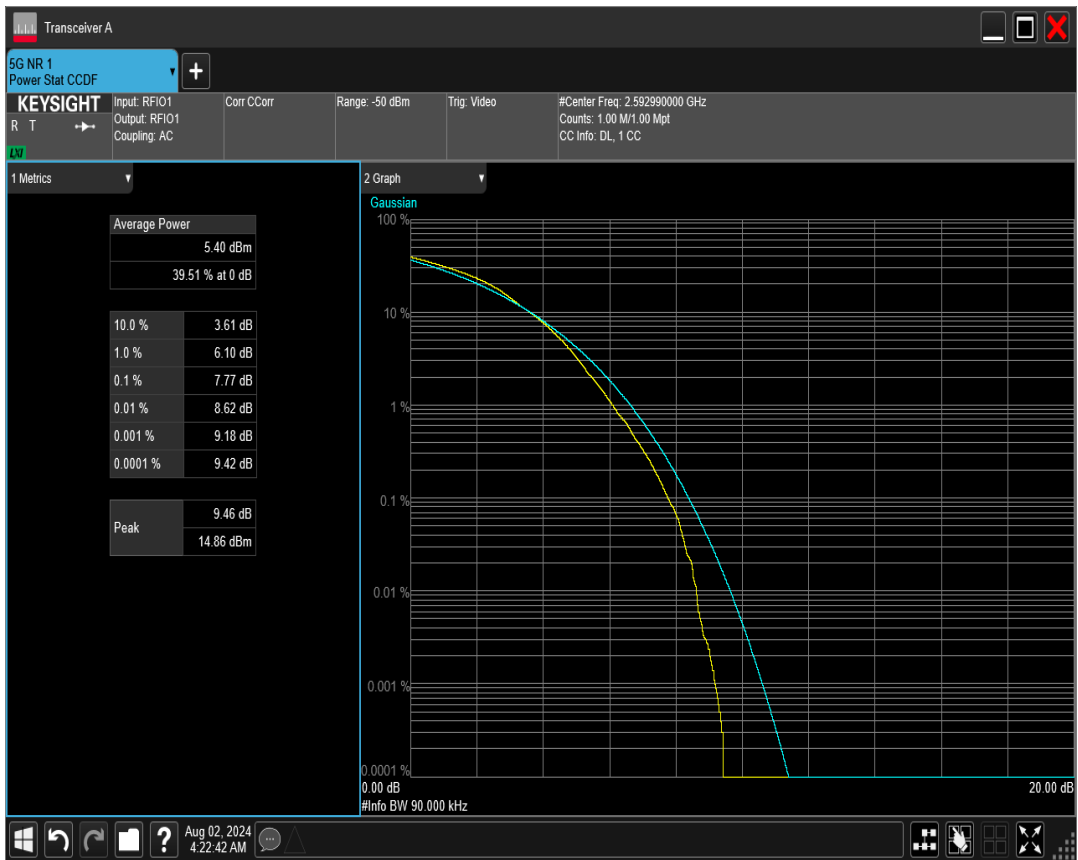 Transceiver A
5G NR 1
Power Stat CCDF
+
KEYSIGHT
R T
LXI
Input: RFIO1
Output: RFIO1
Coupling: AC
Corr CCorr
Range: -50 dBm
Trig: Video
#Center Freq: 2.592990000 GHz
Counts: 1.00 M/1.00 Mpt
CC Info: DL, 1 CC
1 Metrics
Average Power
5.40 dBm
39.51 % at 0 dB
10.0 % 3.61 dB
1.0 % 6.10 dB
0.1 % 7.77 dB
0.01 % 8.62 dB
0.001 % 9.18 dB
0.0001 % 9.42 dB
Peak
9.46 dB
14.86 dBm
2 Graph
Gaussian
100 %
10 %
1 %
0.1 %
0.01 %
0.001 %
0.0001 %
0.00 dB
20.00 dB
#Info BW 90.000 kHz
?
Aug 02, 2024
4:22:42 AM